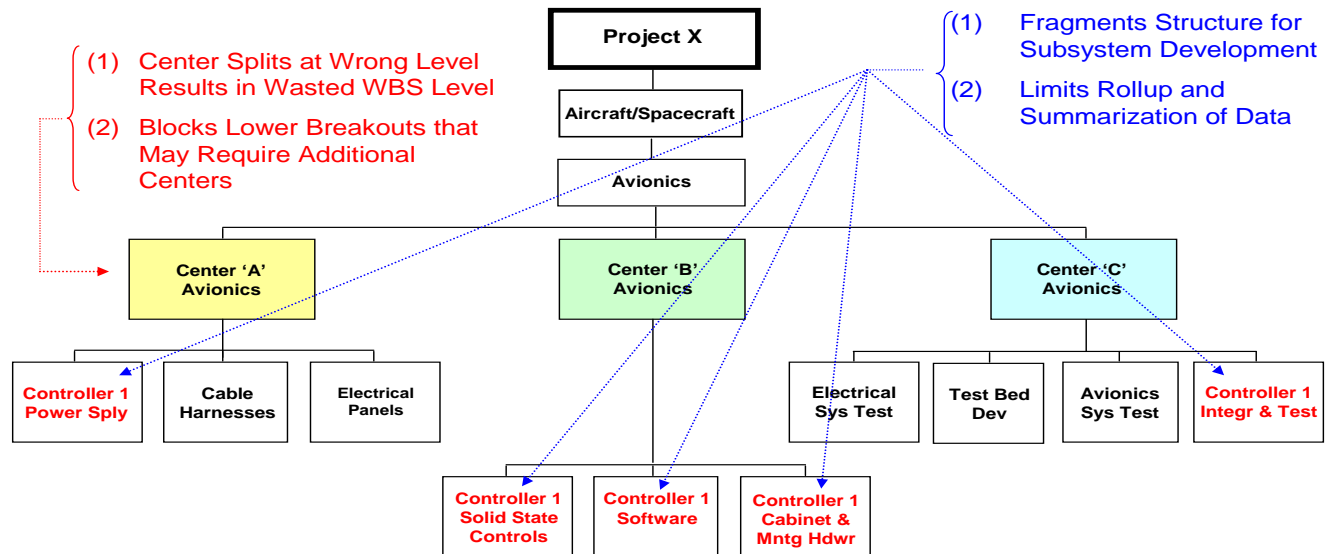 Project X
(1) Center Splits at Wrong Level
Results in Wasted WBS Level
(2) Blocks Lower Breakouts that
May Require Additional
Centers
(1) Fragments Structure for
Subsystem Development
(2) Limits Rollup and
Summarization of Data
Aircraft/Spacecraft
Avionics
Center ‘A’
Avionics
Center ‘B’
Avionics
Center ‘C’
Avionics
Controller 1
Power Sply
Cable
Harnesses
Electrical
Panels
Electrical
Sys Test
Test Bed
Dev
Avionics
Sys Test
Controller 1
Integr & Test
Controller 1
Solid State
Controls
Controller 1
Software
Controller 1
Cabinet &
Mntg Hdwr